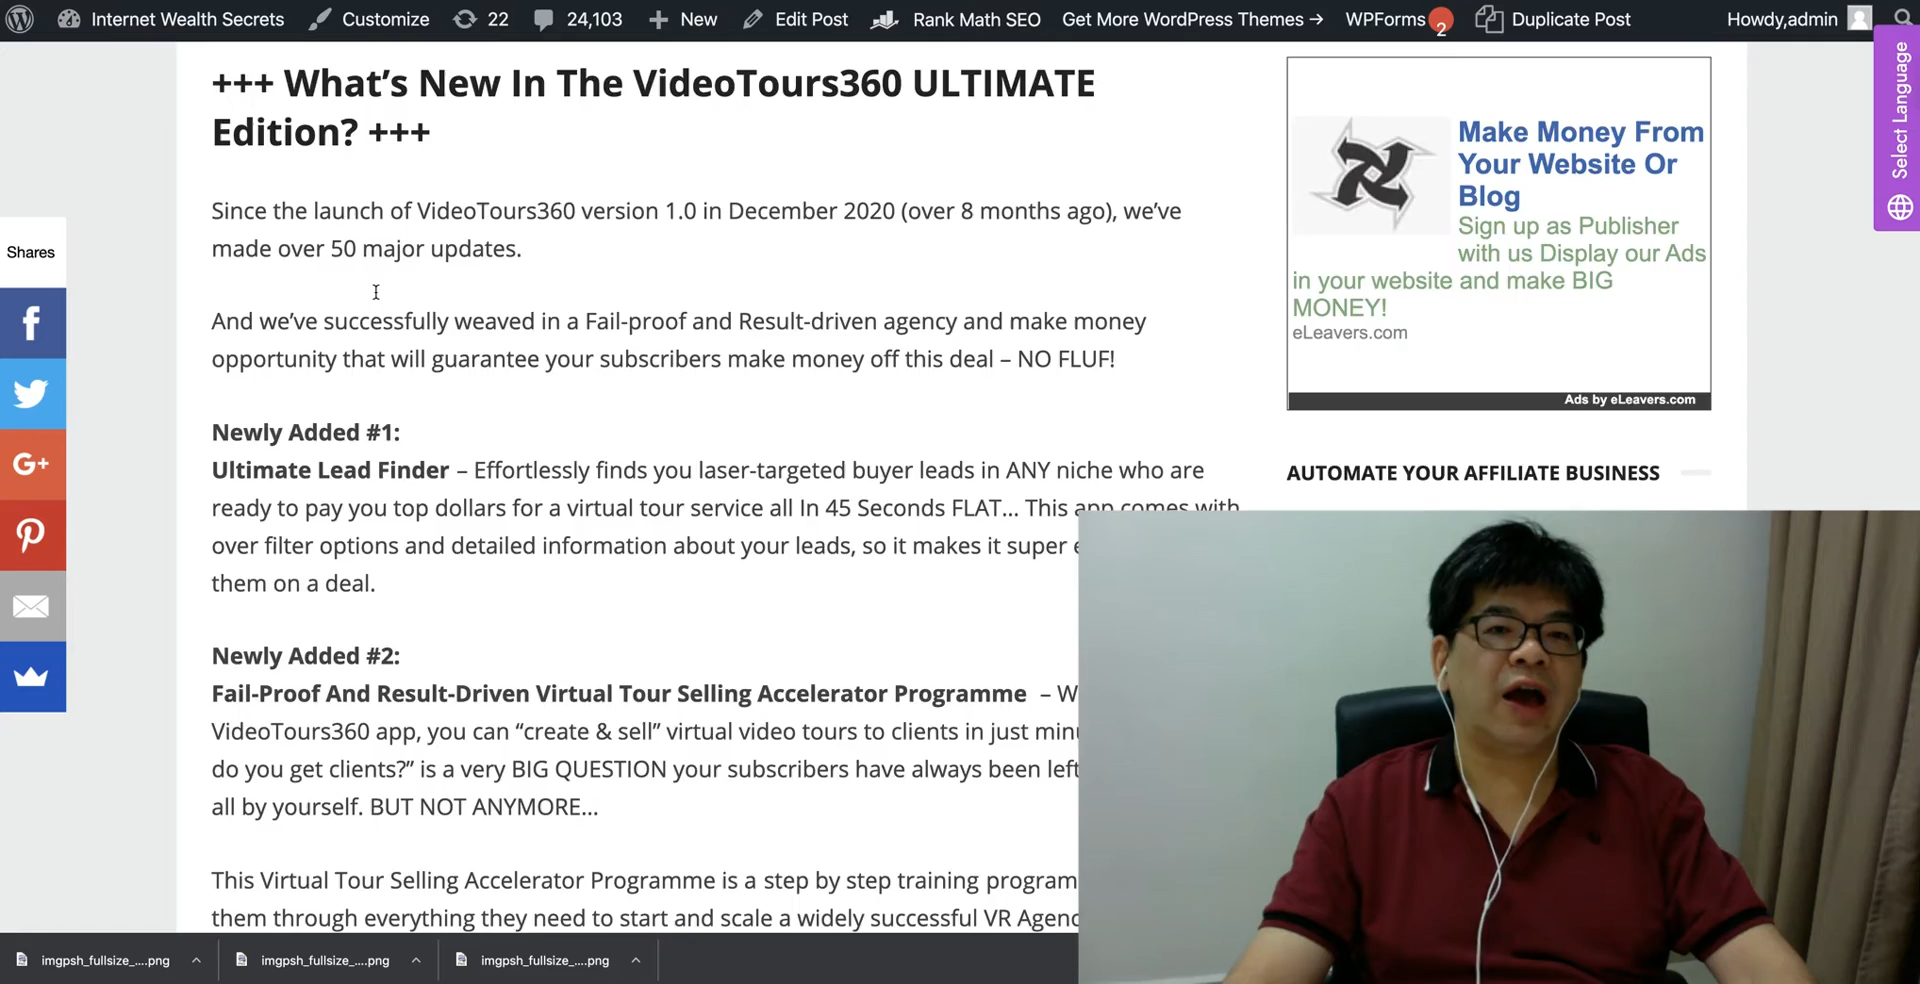 Internet Wealth Secrets Customize 22 24,103 New Edit Post Rank Math SEO Get More WordPress Themes → WPForms 2 Duplicate Post Howdy,admin
+++ What’s New In The VideoTours360 ULTIMATE
Edition? +++
Since the launch of VideoTours360 version 1.0 in December 2020 (over 8 months ago), we’ve
made over 50 major updates.
And we’ve successfully weaved in a Fail-proof and Result-driven agency and make money
opportunity that will guarantee your subscribers make money off this deal – NO FLUF!
Newly Added #1:
Ultimate Lead Finder – Effortlessly finds you laser-targeted buyer leads in ANY niche who are
ready to pay you top dollars for a virtual tour service all In 45 Seconds FLAT… This app comes with
over filter options and detailed information about your leads, so it makes it super
them on a deal.
Newly Added #2:
Fail-Proof And Result-Driven Virtual Tour Selling Accelerator Programme – W
VideoTours360 app, you can “create & sell” virtual video tours to clients in just
do you get clients?” is a very BIG QUESTION your subscribers have always been left
all by yourself. BUT NOT ANYMORE…
This Virtual Tour Selling Accelerator Programme is a step by step training program
them through everything they need to start and scale a widely successful VR
Shares
f
G+
Make Money From
Your Website Or
Blog
Sign up as Publisher
with us Display our Ads
in your website and make BIG
MONEY!
eLeavers.com
Ads by eLeavers.com
AUTOMATE YOUR AFFILIATE BUSINESS
Select Language
imgpsh_fullsize_....png
imgpsh_fullsize_....png
imgpsh_fullsize_....png